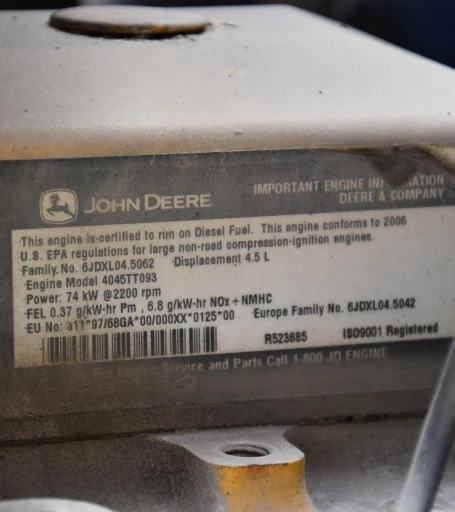 JOHN DEERE
IMPORTANT ENGINE INFORMATION
DEERE & COMPANY
This engine is certified to run on Diesel Fuel. This engine conforms to 2006
U.S. EPA regulations for large non-road compression-ignition engines.
Family. No. 6JDXL04.5062 Displacement 4.5 L
Engine Model 4045TT093
Power: 74 kW @2200 rpm
FEL 0.37 g/kW-hr Pm , 6.8 g/kW-hr NOx + NMHC
EU No: e11*97/68GA*00/000XX*0125*00 Europe Family No. 6JDXL04.5042
R523685 ISO9001 Registered
For Engine Service and Parts Call 1-800-JD ENGINE